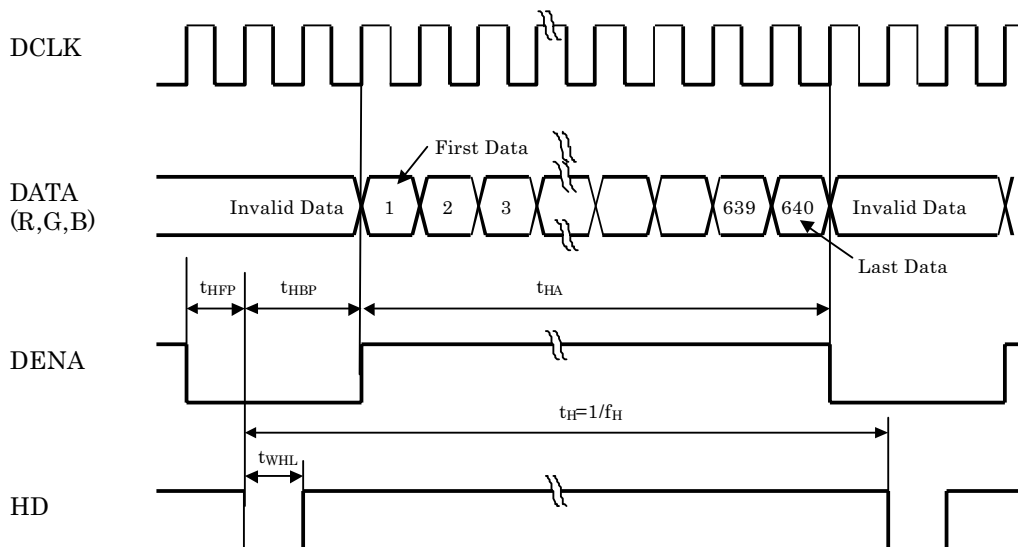 DCLK
First Data
DATA
(R,G,B)
Invalid Data 1 2 3 639 640 Invalid Data
Last Data
tHFP tHBP tHA
DENA
tH=1/fH
tWHL
HD